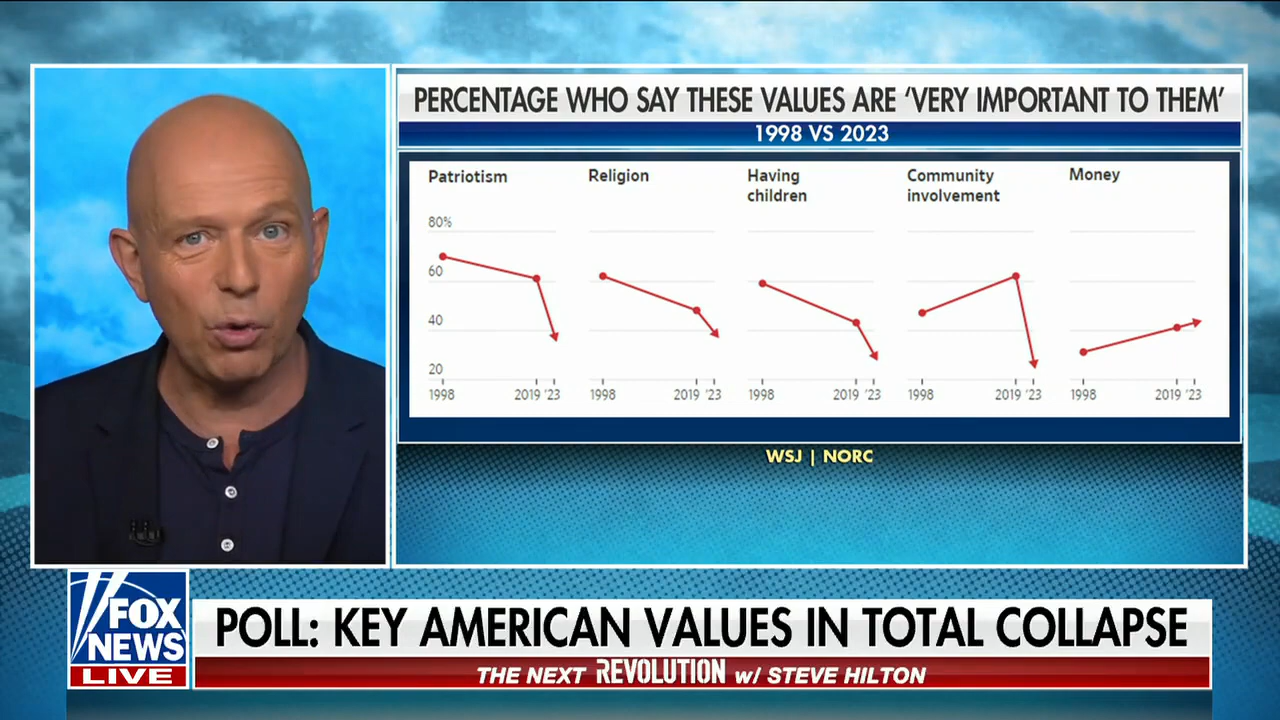 PERCENTAGE WHO SAY THESE VALUES ARE ‘VERY IMPORTANT TO THEM’
1998 VS 2023
Patriotism
Religion
Having
children
Community
involvement
Money
80%
60
40
20
1998 2019 '23
1998 2019 '23
1998 2019 '23
1998 2019 '23
1998 2019 '23
WSJ | NORC
FOX
NEWS
LIVE
POLL: KEY AMERICAN VALUES IN TOTAL COLLAPSE
THE NEXT REVOLUTION w/ STEVE HILTON